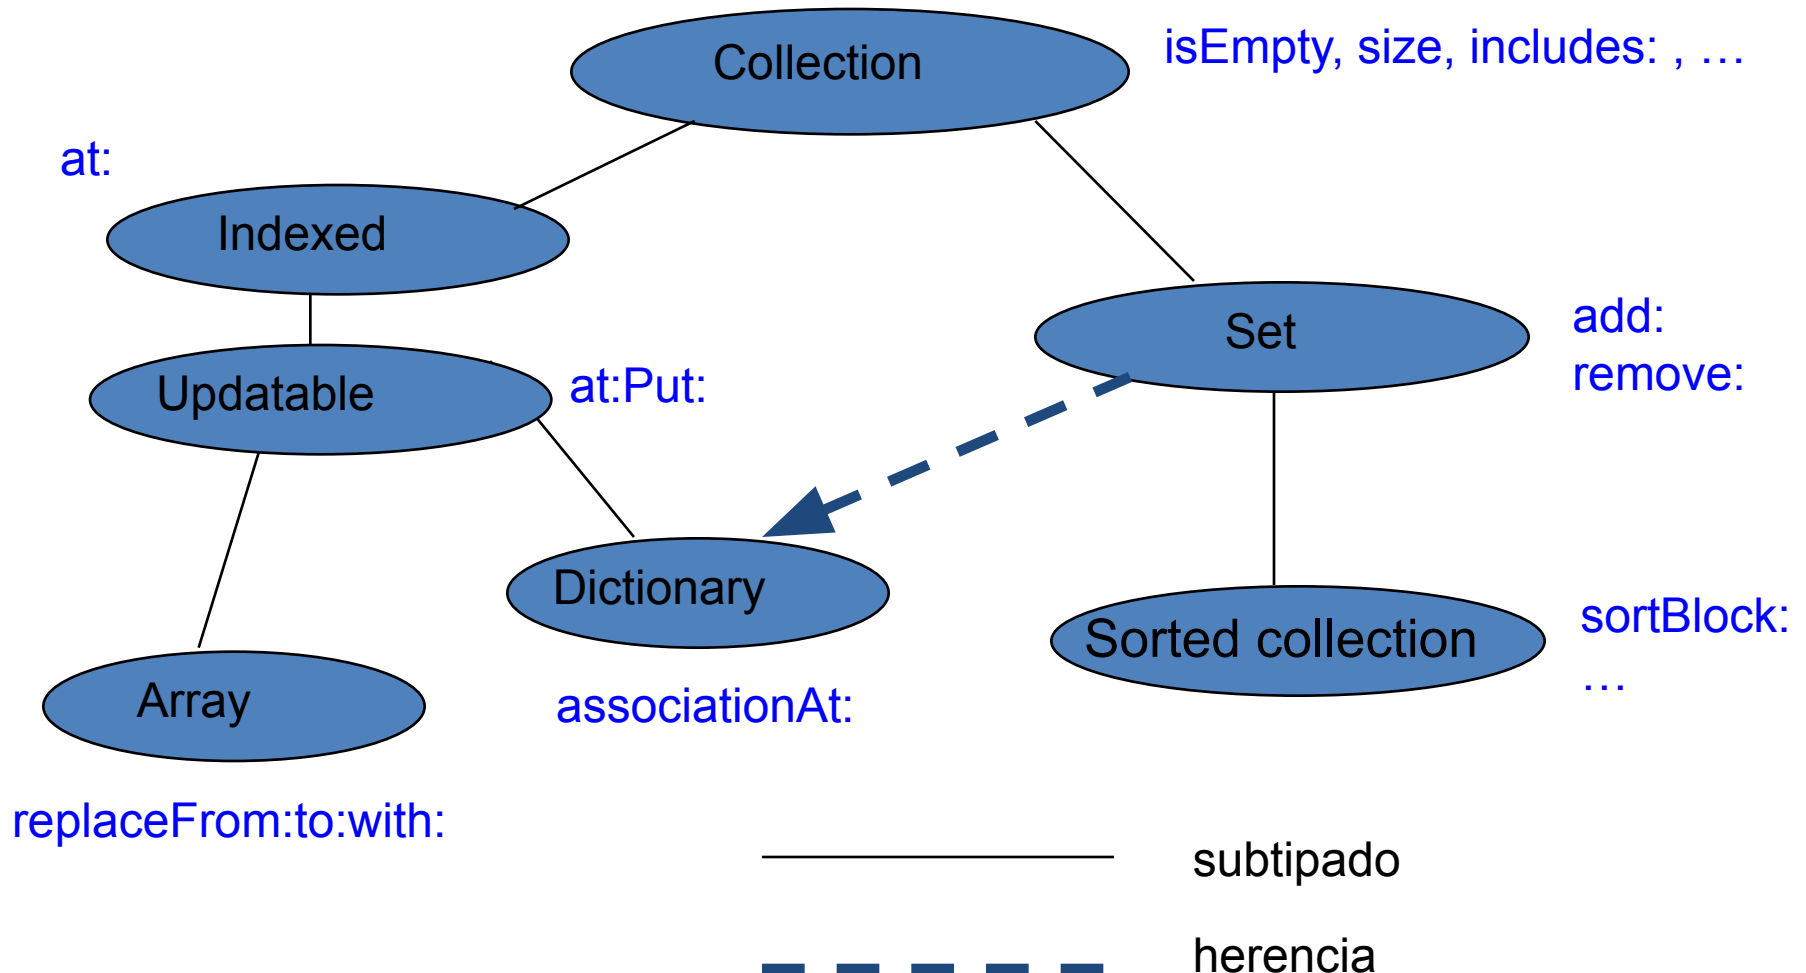 Collection
isEmpty, size, includes: , …
at:
Indexed
Set
add:
remove:
Updatable
at:Put:
Dictionary
associationAt:
Sorted collection
sortBlock:
…
Array
replaceFrom:to:with:
subtipado
herencia